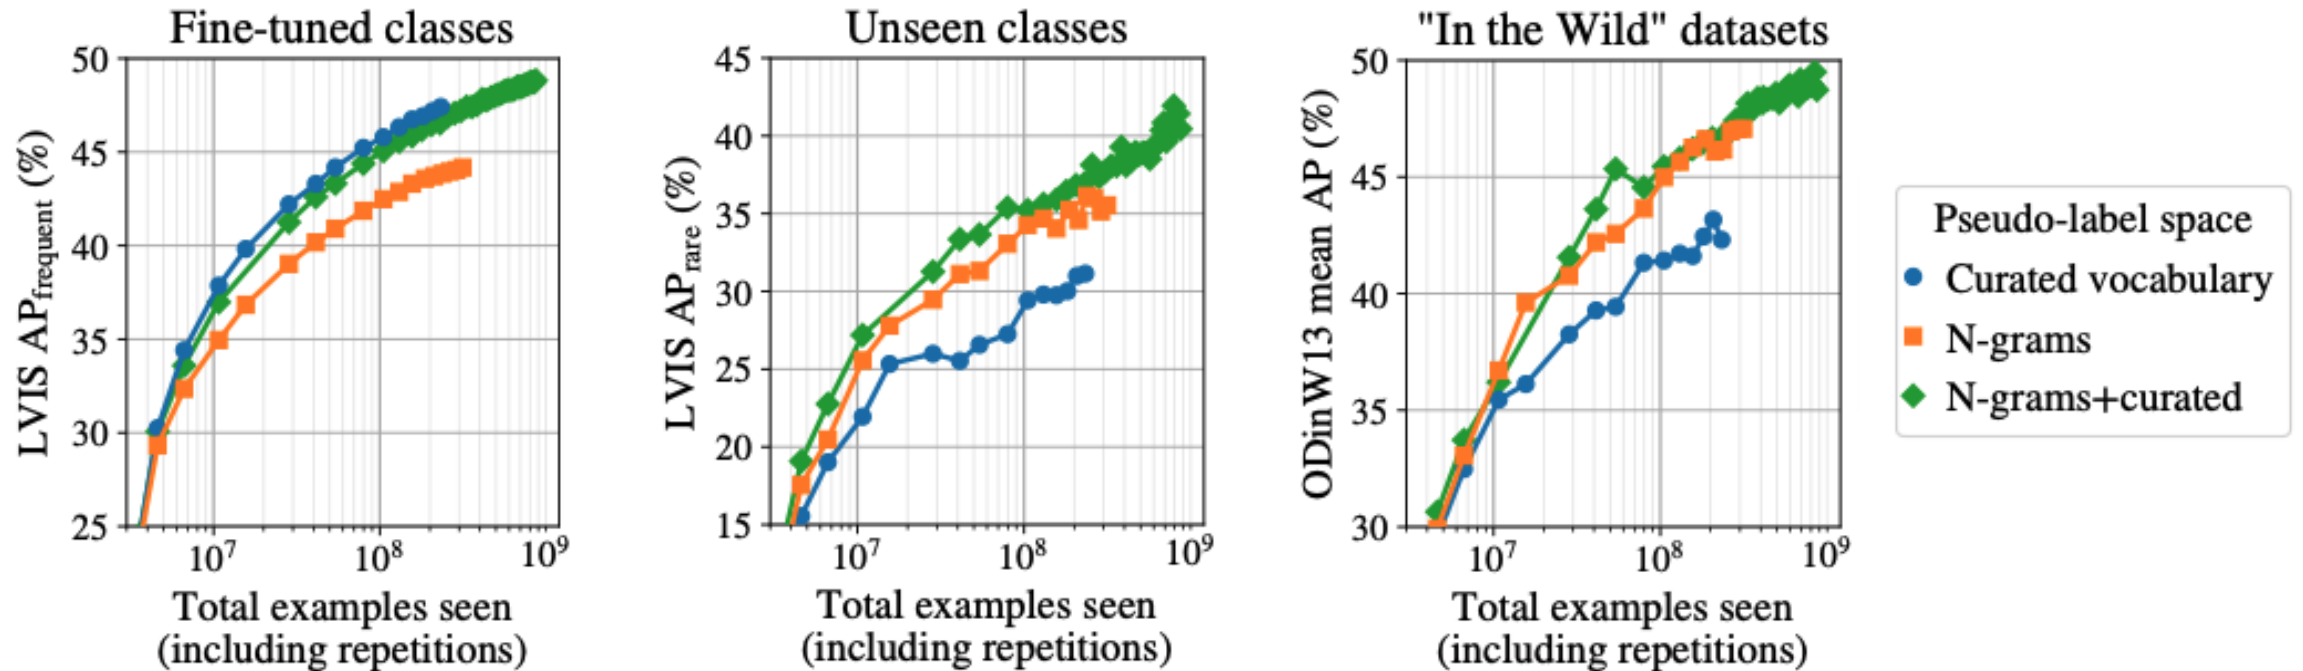 Fine-tuned classes
LVIS AP_frequent (%)
50
45
40
35
30
25
10^7
10^8
10^9
Total examples seen
(including repetitions)
Unseen classes
LVIS AP_rare (%)
45
40
35
30
25
20
15
10^7
10^8
10^9
Total examples seen
(including repetitions)
"In the Wild" datasets
ODinW13 mean AP (%)
50
45
40
35
30
10^7
10^8
10^9
Total examples seen
(including repetitions)
Pseudo-label space
Curated vocabulary
N-grams
N-grams+curated